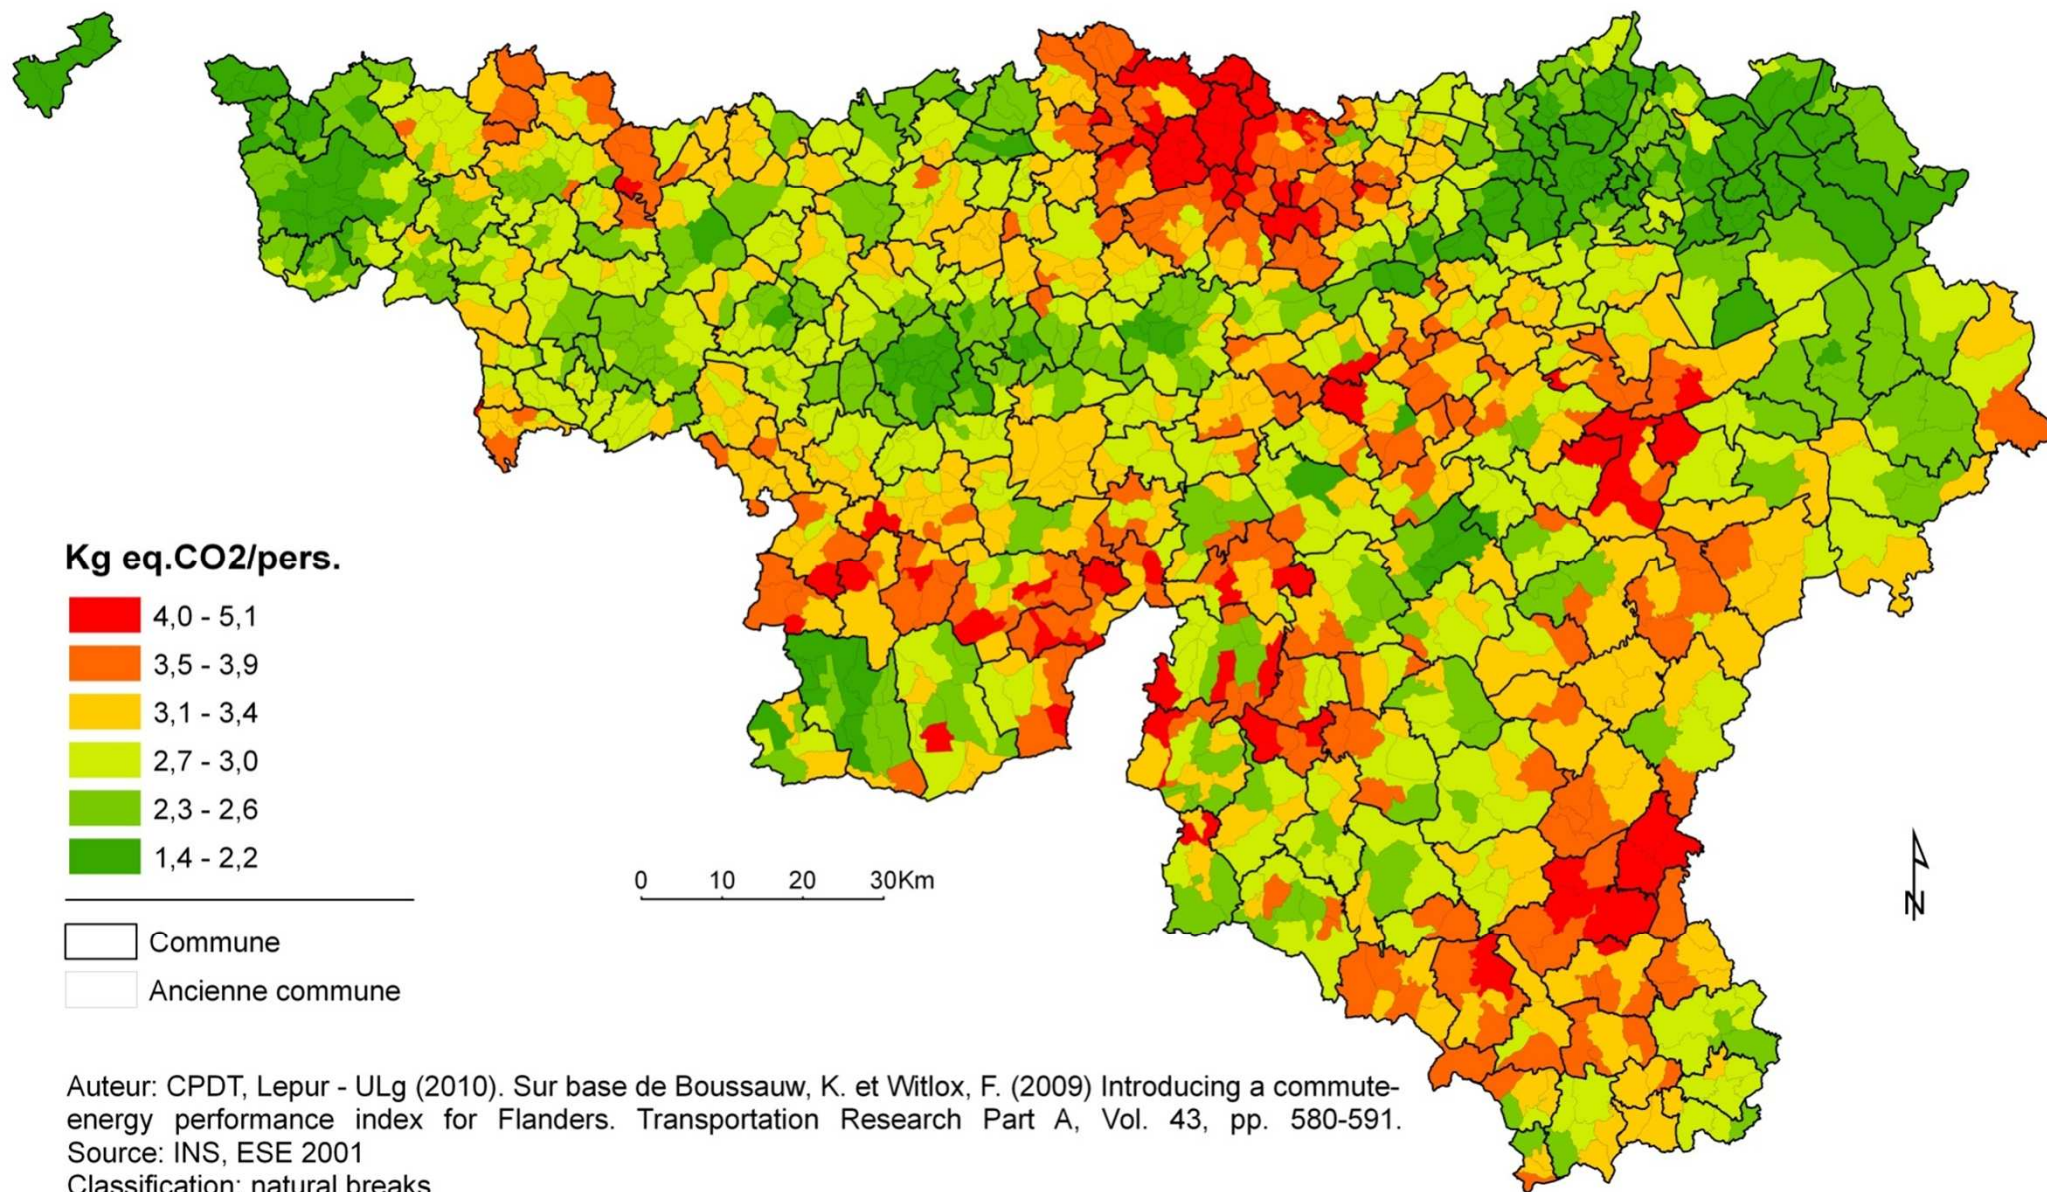 Kg eq.CO2/pers.
4,0 - 5,1
3,5 - 3,9
3,1 - 3,4
2,7 - 3,0
2,3 - 2,6
1,4 - 2,2
Commune
Ancienne commune
0 10 20 30Km
N
Auteur: CPDT, Lepur - ULg (2010). Sur base de Boussauw, K. et Witlox, F. (2009) Introducing a commute-
energy performance index for Flanders. Transportation Research Part A, Vol. 43, pp. 580-591.
Source: INS, ESE 2001
Classification: natural breaks